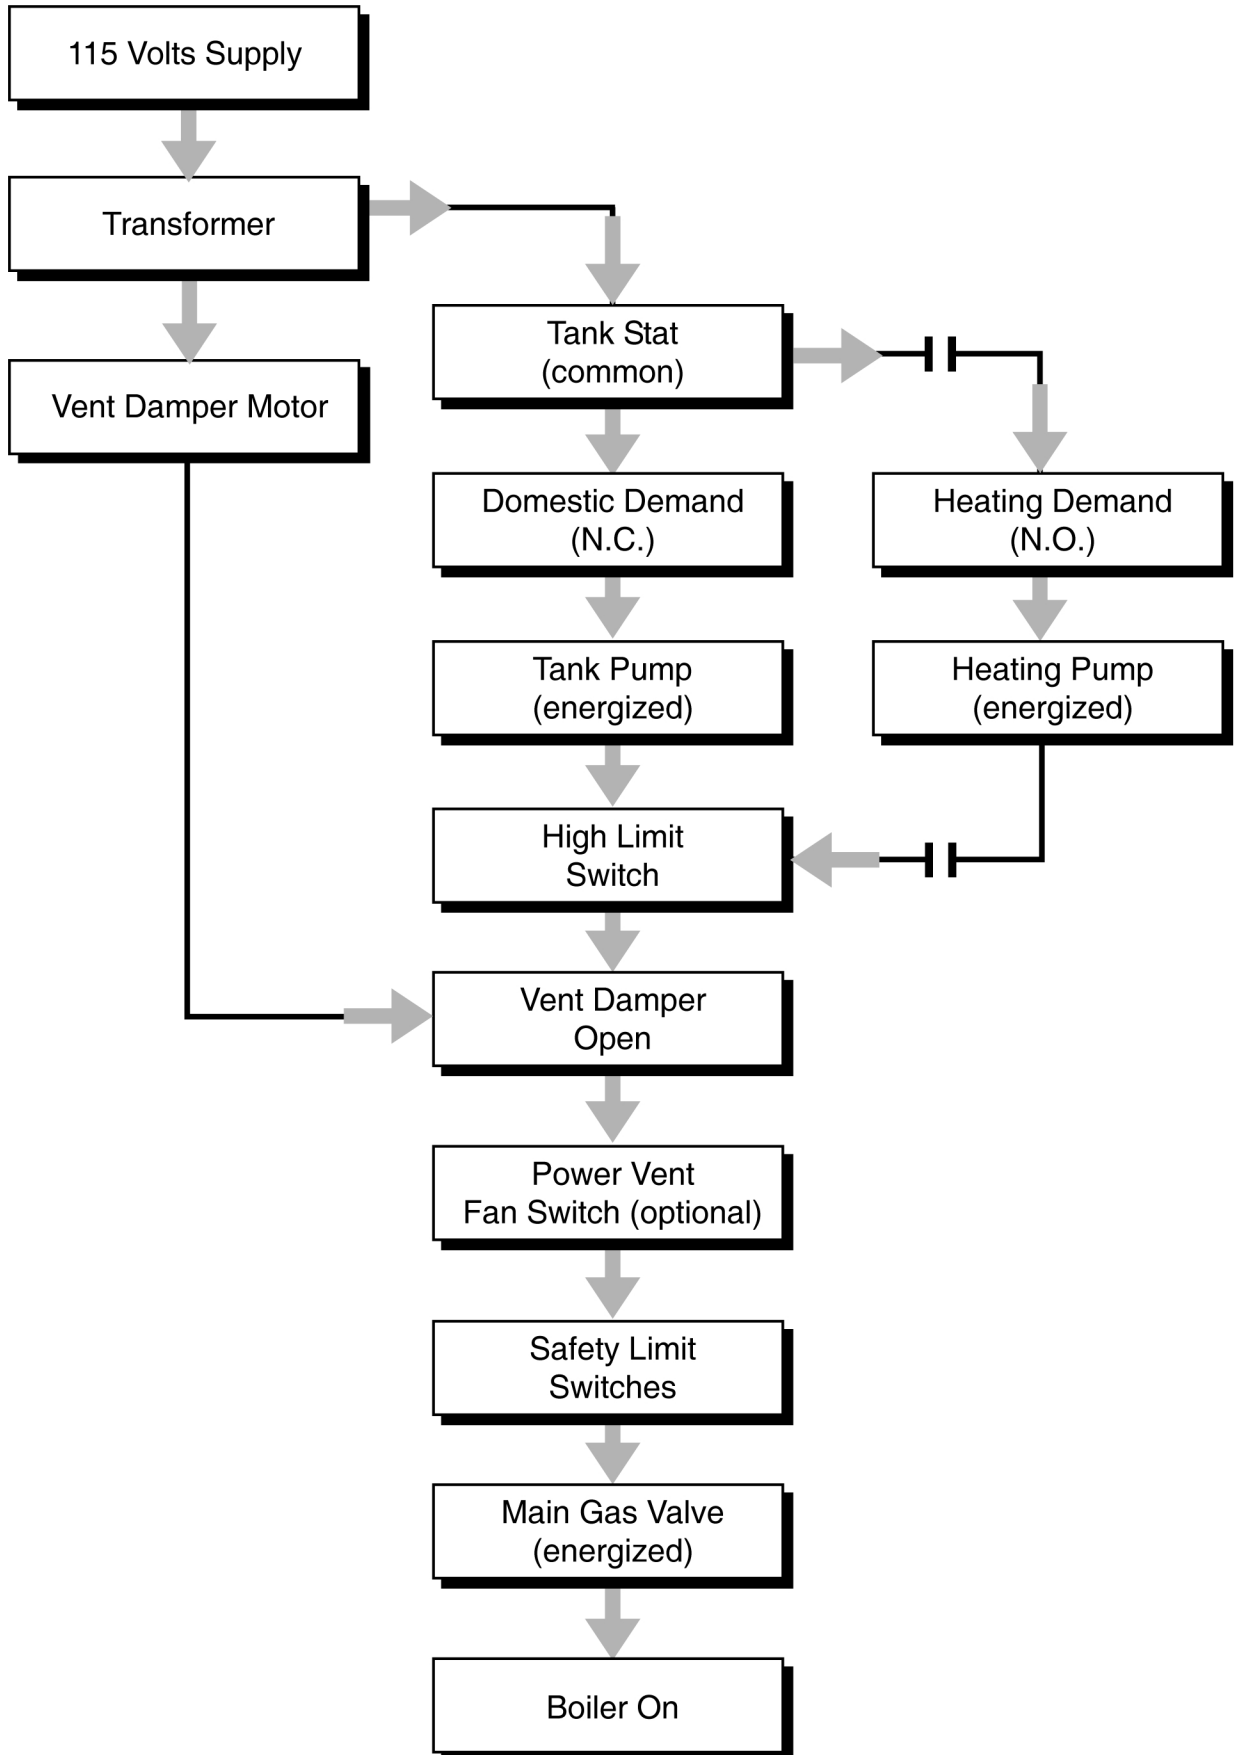 115 Volts Supply
Transformer
Vent Damper Motor
Tank Stat
(common)
Domestic Demand
(N.C.)
Heating Demand
(N.O.)
Tank Pump
(energized)
Heating Pump
(energized)
High Limit
Switch
Vent Damper
Open
Power Vent
Fan Switch (optional)
Safety Limit
Switches
Main Gas Valve
(energized)
Boiler On